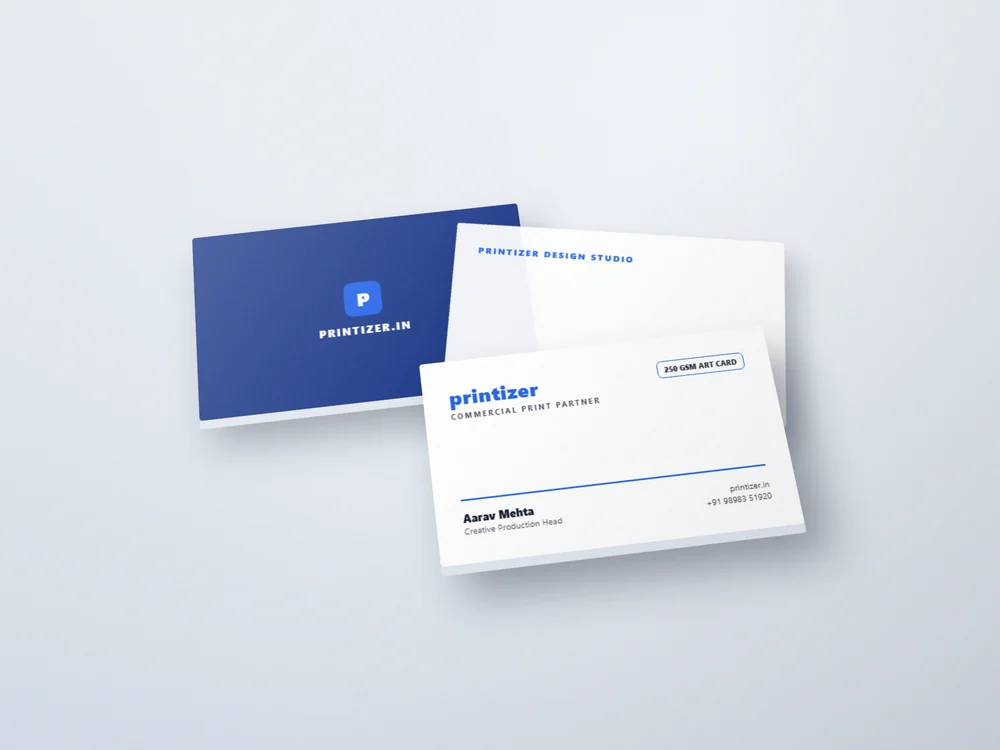 P
PRINTIZER.IN
PRINTIZER DESIGN STUDIO
250 GSM ART CARD
printizer
COMMERCIAL PRINT PARTNER
Aarav Mehta
Creative Production Head
printizer.in
+91 98983 51920